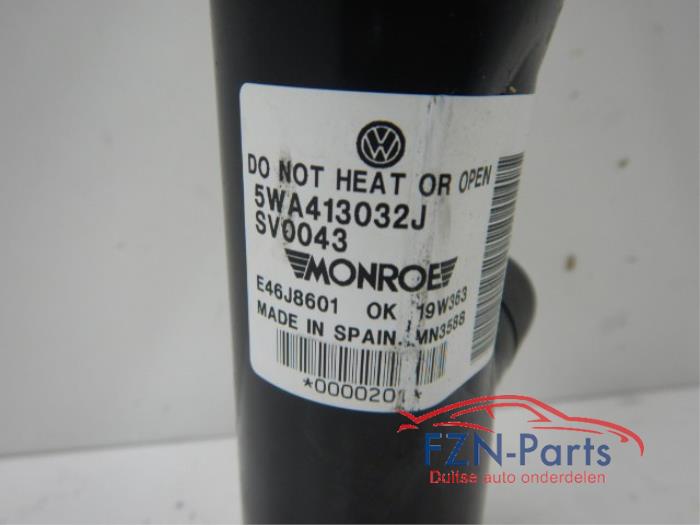 DO NOT HEAT OR OPEN
5WA413032J
SV0043
MONROE
E46J8601 OK 19W363
MADE IN SPAIN. MN3588
*0000201*
FZN-Parts
Duitse auto onderdelen